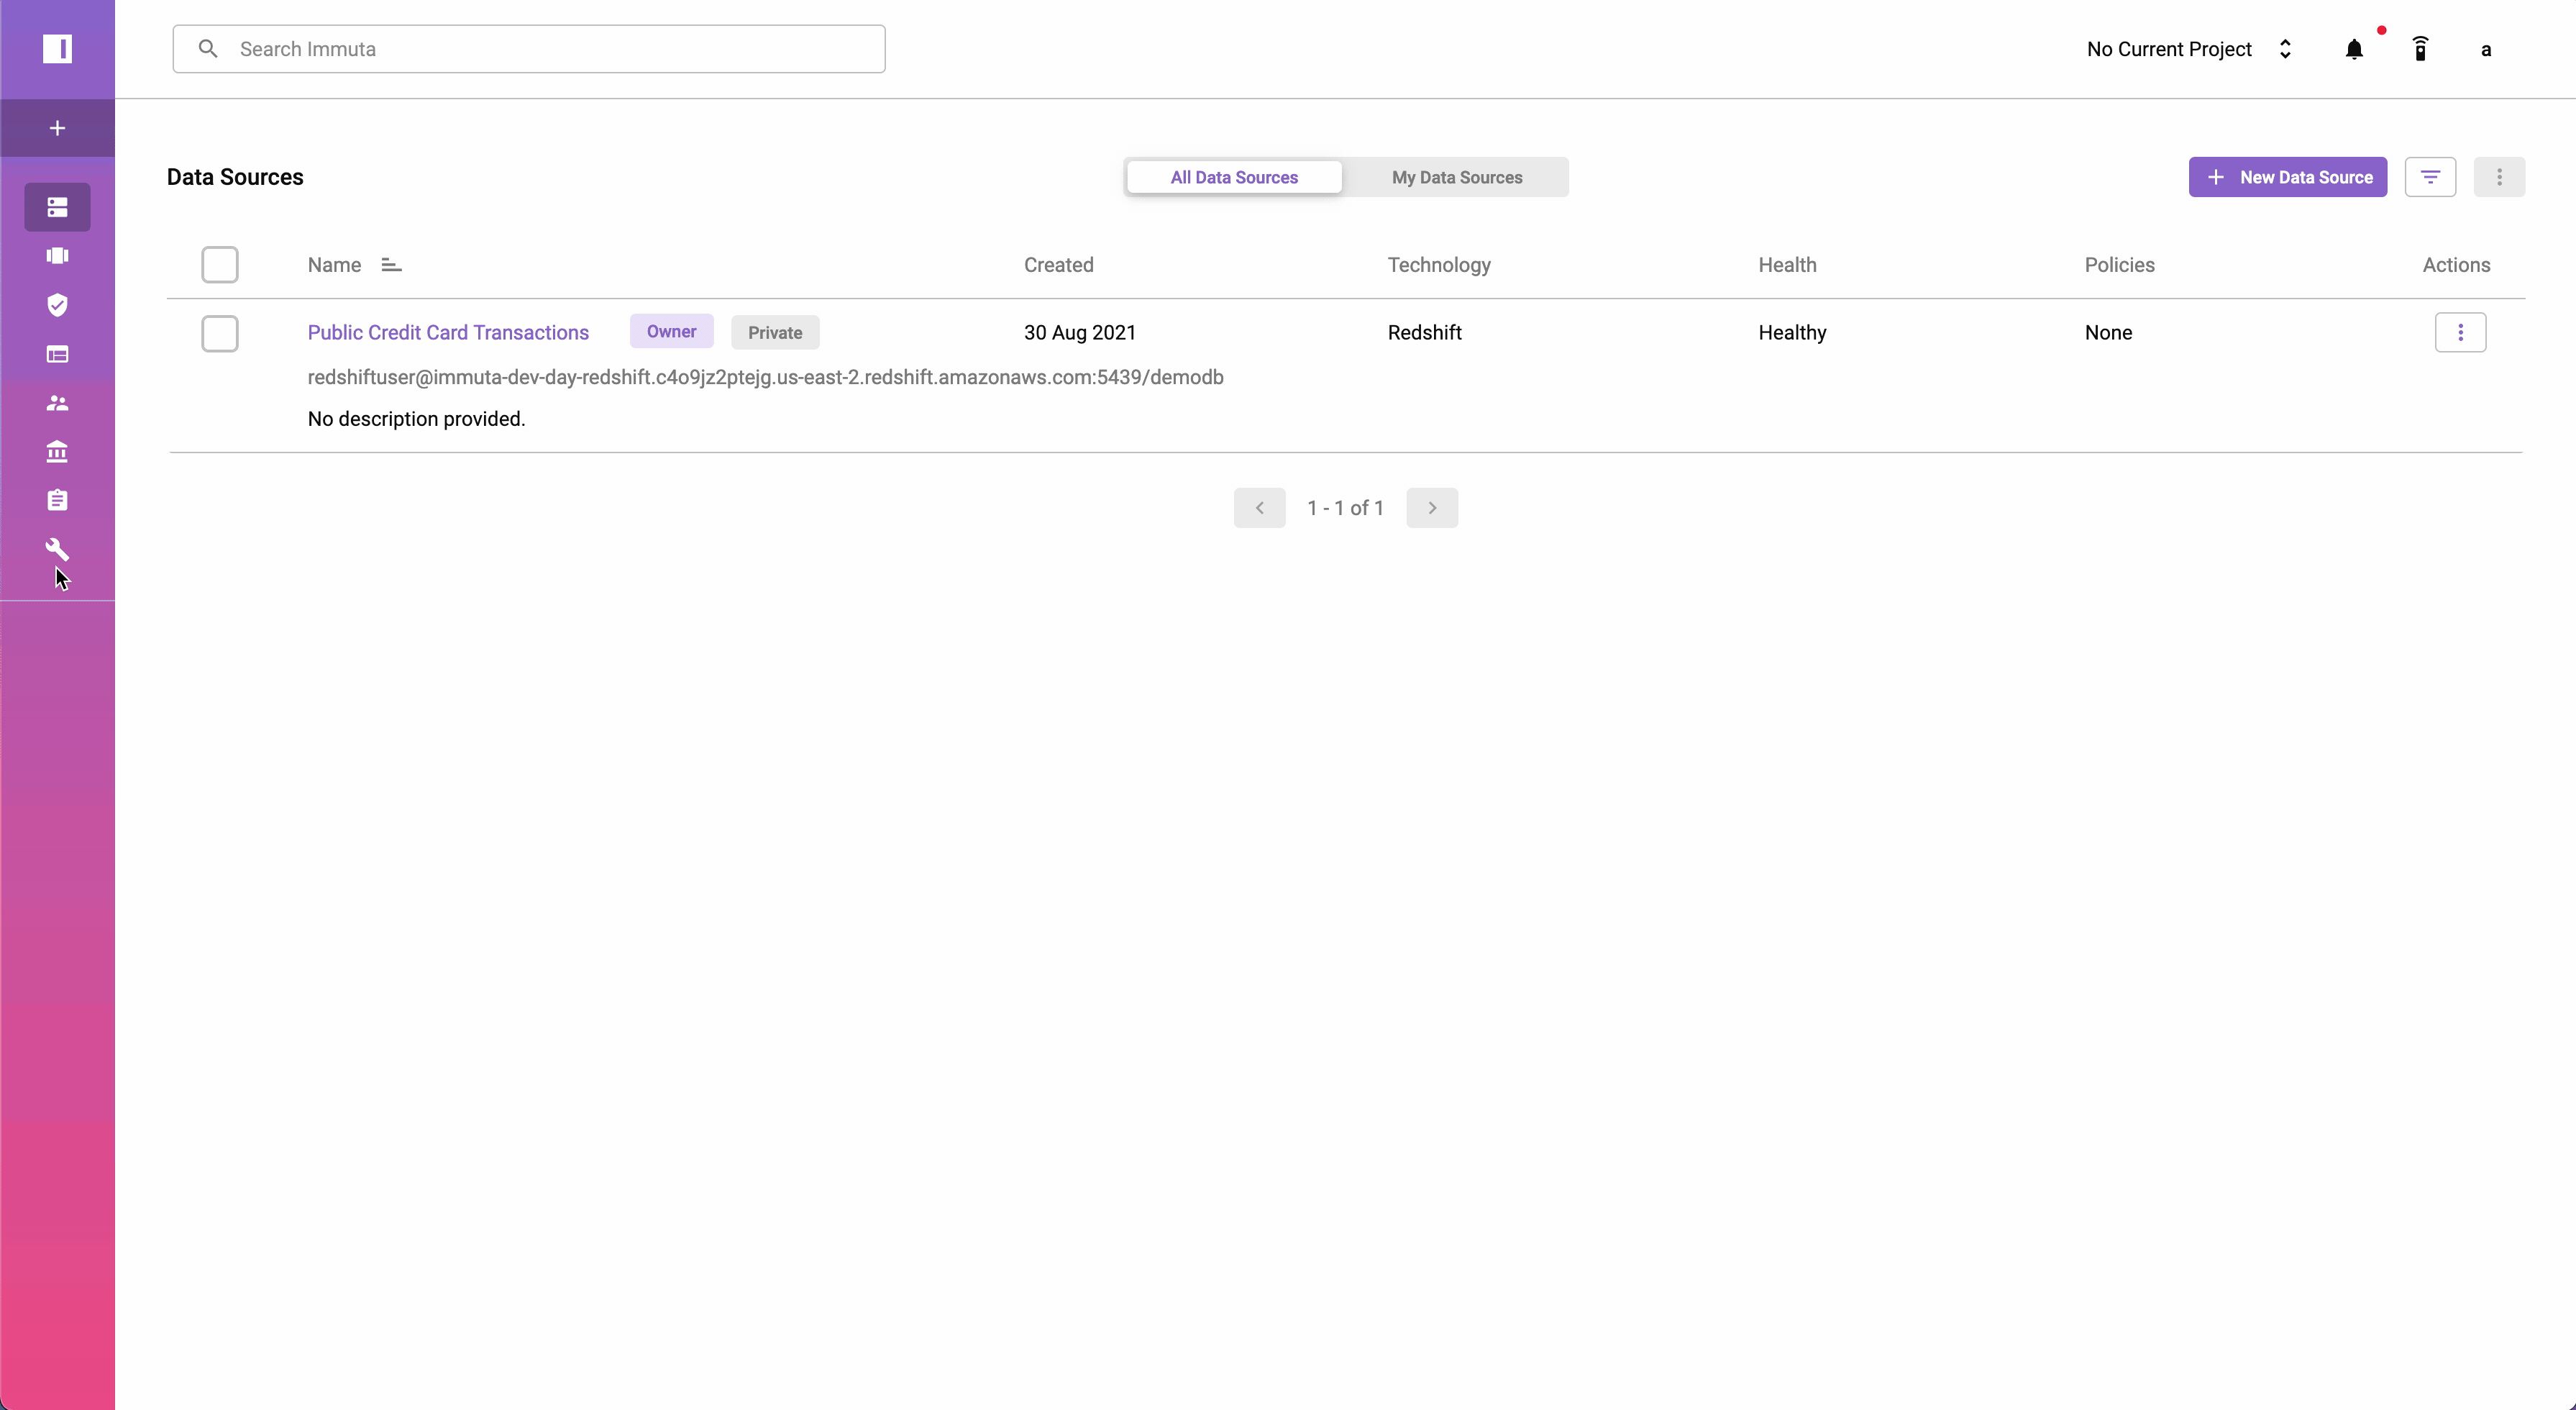 Search Immuta
No Current Project
a
Data Sources
All Data Sources
My Data Sources
New Data Source
Name
Created
Technology
Health
Policies
Actions
Public Credit Card Transactions
Owner
Private
30 Aug 2021
Redshift
Healthy
None
redshiftuser@immuta-dev-day-redshift.c4o9jz2ptejg.us-east-2.redshift.amazonaws.com:5439/demodb
No description provided.
1 - 1 of 1